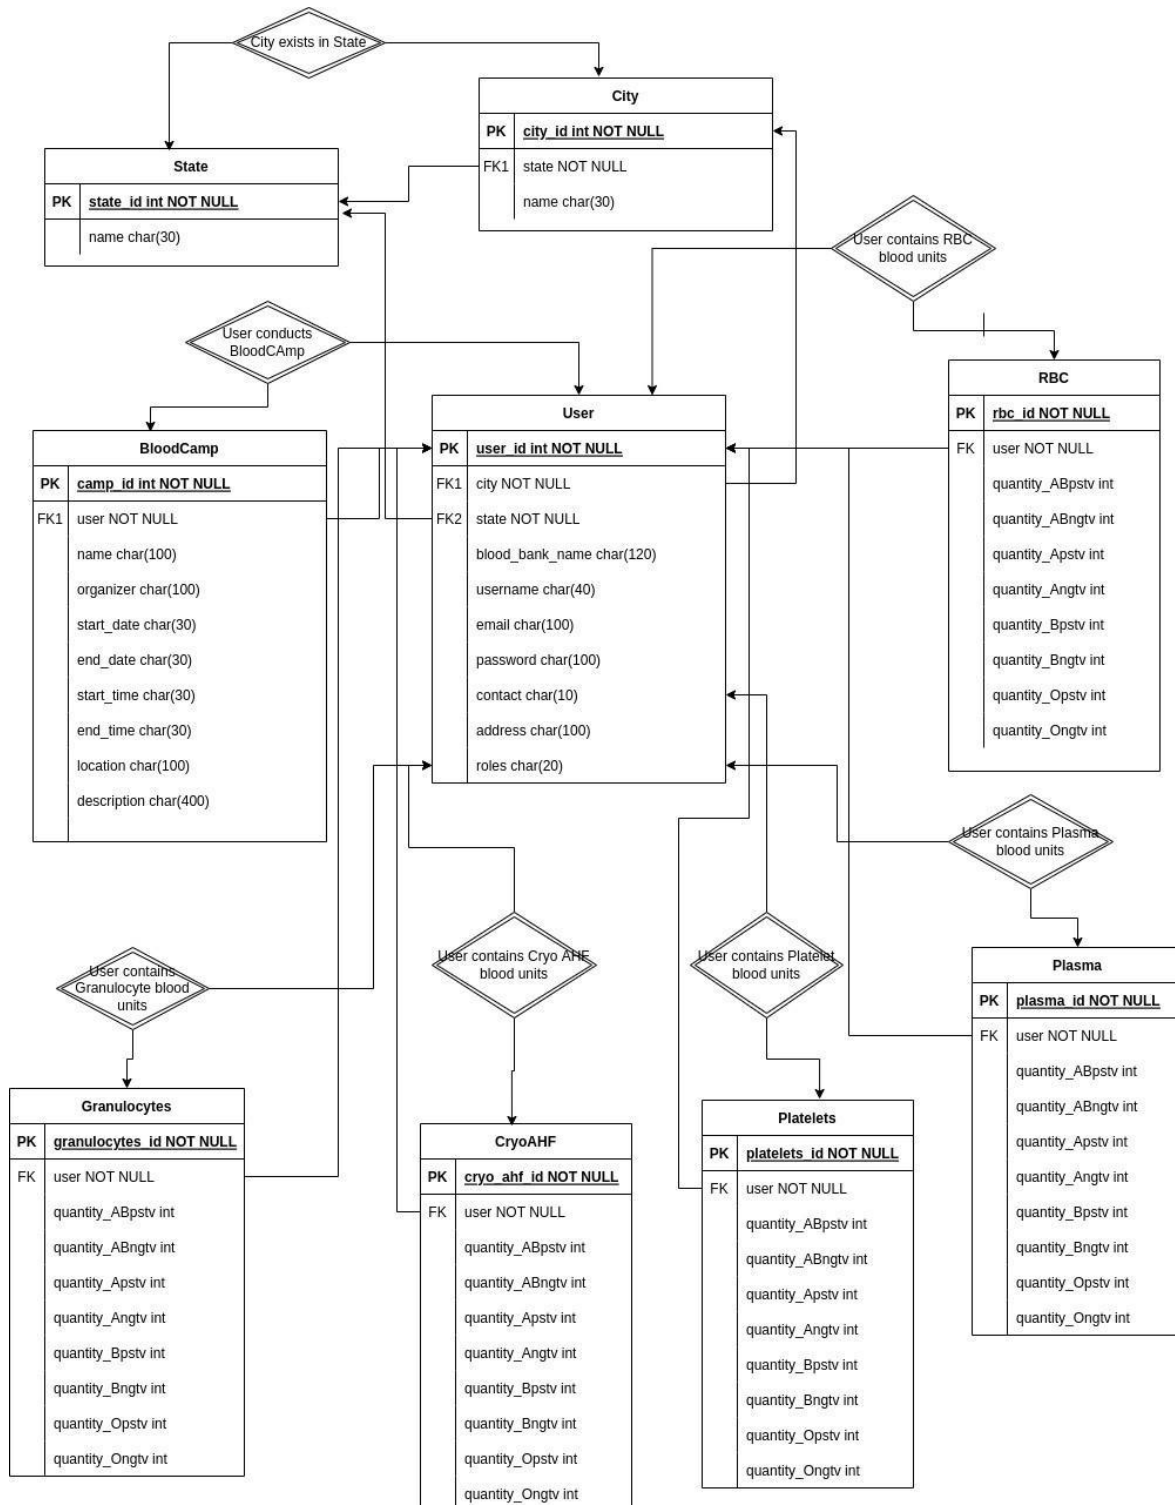 City exists in State
City
PK city_id int NOT NULL
FK1 state NOT NULL
name char(30)
State
PK state_id int NOT NULL
name char(30)
User contains RBC
blood units
User conducts
BloodCAmp
RBC
PK rbc_id NOT NULL
FK user NOT NULL
quantity_ABpstv int
quantity_ABngtv int
quantity_Apstv int
quantity_Angtv int
quantity_Bpstv int
quantity_Bngtv int
quantity_Opstv int
quantity_Ongtv int
User
PK user_id int NOT NULL
FK1 city NOT NULL
FK2 state NOT NULL
blood_bank_name char(120)
username char(40)
email char(100)
password char(100)
contact char(10)
address char(100)
roles char(20)
BloodCamp
PK camp_id int NOT NULL
FK1 user NOT NULL
name char(100)
organizer char(100)
start_date char(30)
end_date char(30)
start_time char(30)
end_time char(30)
location char(100)
description char(400)
User contains Plasma
blood units
User contains
Granulocyte blood
units
User contains Cryo AHF
blood units
User contains Platelet
blood units
Plasma
PK plasma_id NOT NULL
FK user NOT NULL
quantity_ABpstv int
quantity_ABngtv int
quantity_Apstv int
quantity_Angtv int
quantity_Bpstv int
quantity_Bngtv int
quantity_Opstv int
quantity_Ongtv int
Granulocytes
PK granulocytes_id NOT NULL
FK user NOT NULL
quantity_ABpstv int
quantity_ABngtv int
quantity_Apstv int
quantity_Angtv int
quantity_Bpstv int
quantity_Bngtv int
quantity_Opstv int
quantity_Ongtv int
CryoAHF
PK cryo_ahf_id NOT NULL
FK user NOT NULL
quantity_ABpstv int
quantity_ABngtv int
quantity_Apstv int
quantity_Angtv int
quantity_Bpstv int
quantity_Bngtv int
quantity_Opstv int
quantity_Ongtv int
Platelets
PK platelets_id NOT NULL
FK user NOT NULL
quantity_ABpstv int
quantity_ABngtv int
quantity_Apstv int
quantity_Angtv int
quantity_Bpstv int
quantity_Bngtv int
quantity_Opstv int
quantity_Ongtv int